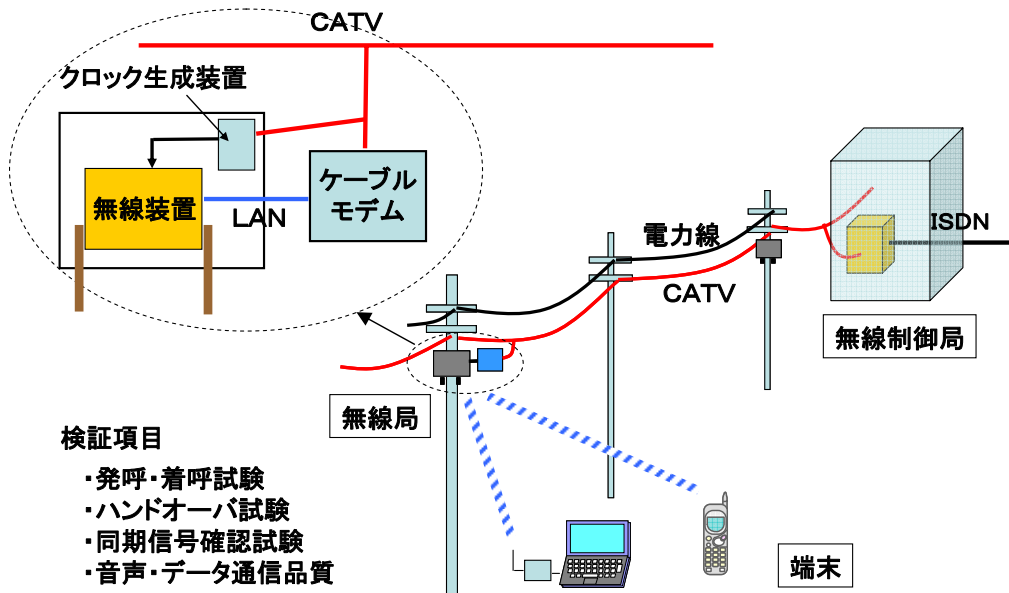 CATV
クロック生成装置
無線装置
LAN
ケーブル
モデム
電力線
CATV
ISDN
無線制御局
無線局
検証項目
・発呼・着呼試験
・ハンドオーバ試験
・同期信号確認試験
・音声・データ通信品質
端末